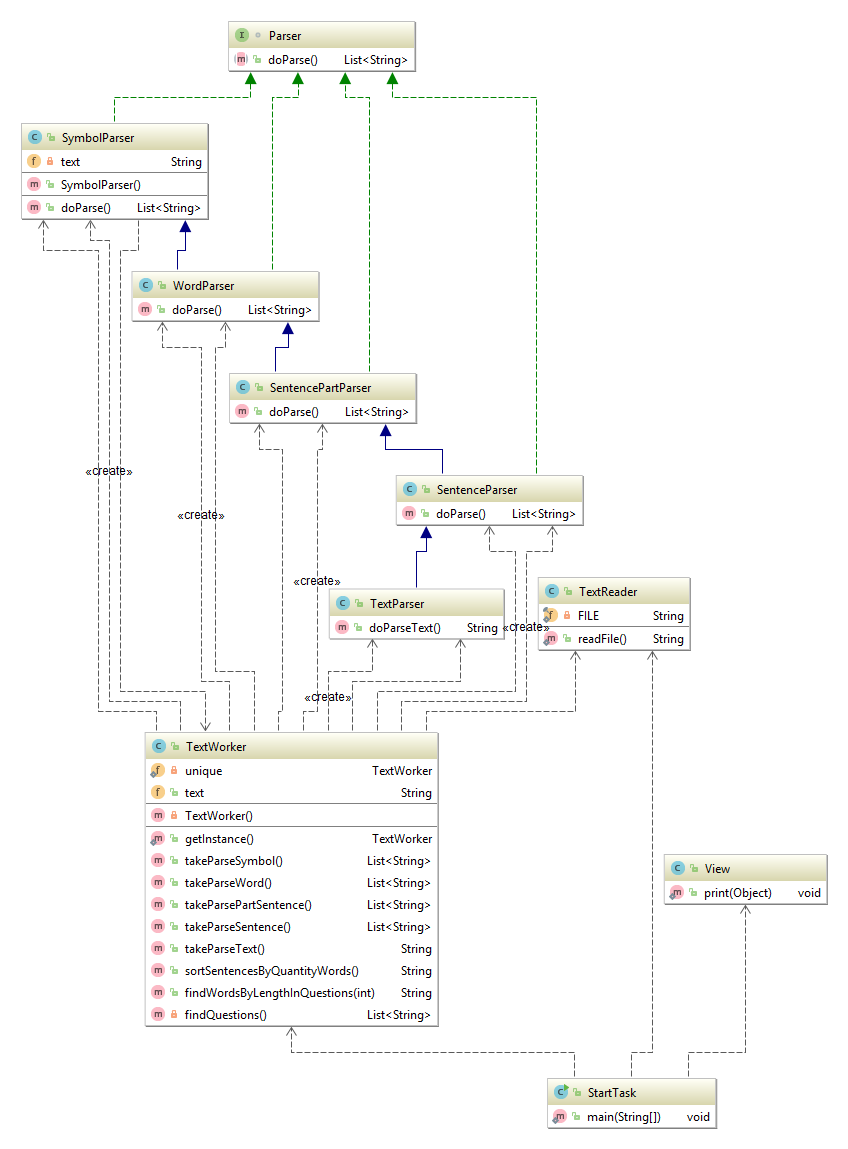 Parser
doParse() List<String>
SymbolParser
text String
SymbolParser()
doParse() List<String>
WordParser
doParse() List<String>
SentencePartParser
doParse() List<String>
«create»
SentenceParser
doParse() List<String>
«create»
«create»
TextParser
doParseText() String
«create»
TextReader
FILE String
readFile() String
«create»
TextWorker
unique TextWorker
text String
TextWorker()
getInstance() TextWorker
takeParseSymbol() List<String>
takeParseWord() List<String>
takeParsePartSentence() List<String>
takeParseSentence() List<String>
takeParseText() String
sortSentencesByQuantityWords() String
findWordsByLengthInQuestions(int) String
findQuestions() List<String>
View
print(Object) void
StartTask
main(String[]) void